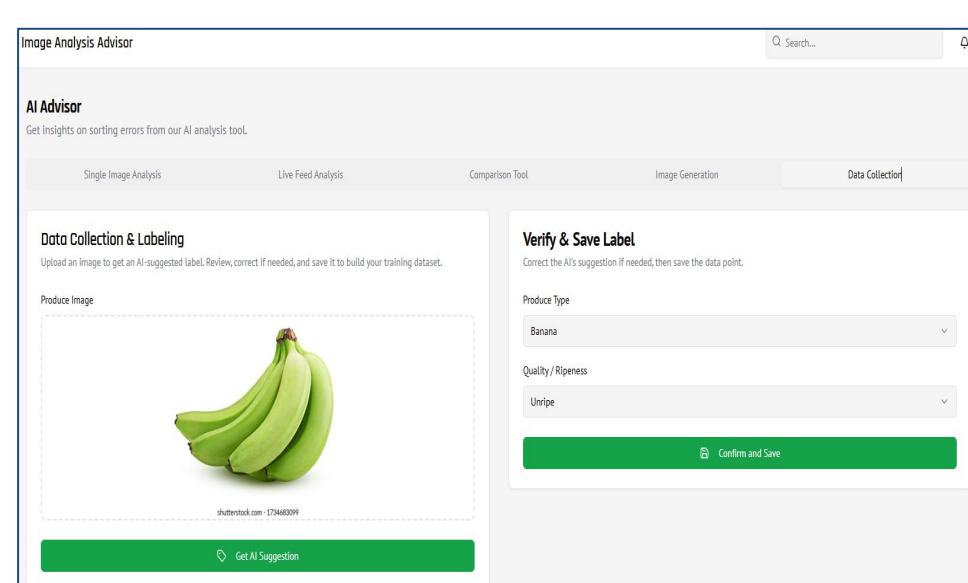 Image Analysis Advisor
Search...
AI Advisor
Get insights on sorting errors from our AI analysis tool.
Single Image Analysis
Live Feed Analysis
Comparison Tool
Image Generation
Data Collection
Data Collection & Labeling
Upload an image to get an AI-suggested label. Review, correct if needed, and save it to build your training dataset.
Produce Image
shutterstock.com · 1734683099
Get AI Suggestion
Verify & Save Label
Correct the AI's suggestion if needed, then save the data point.
Produce Type
Banana
Quality / Ripeness
Unripe
Confirm and Save